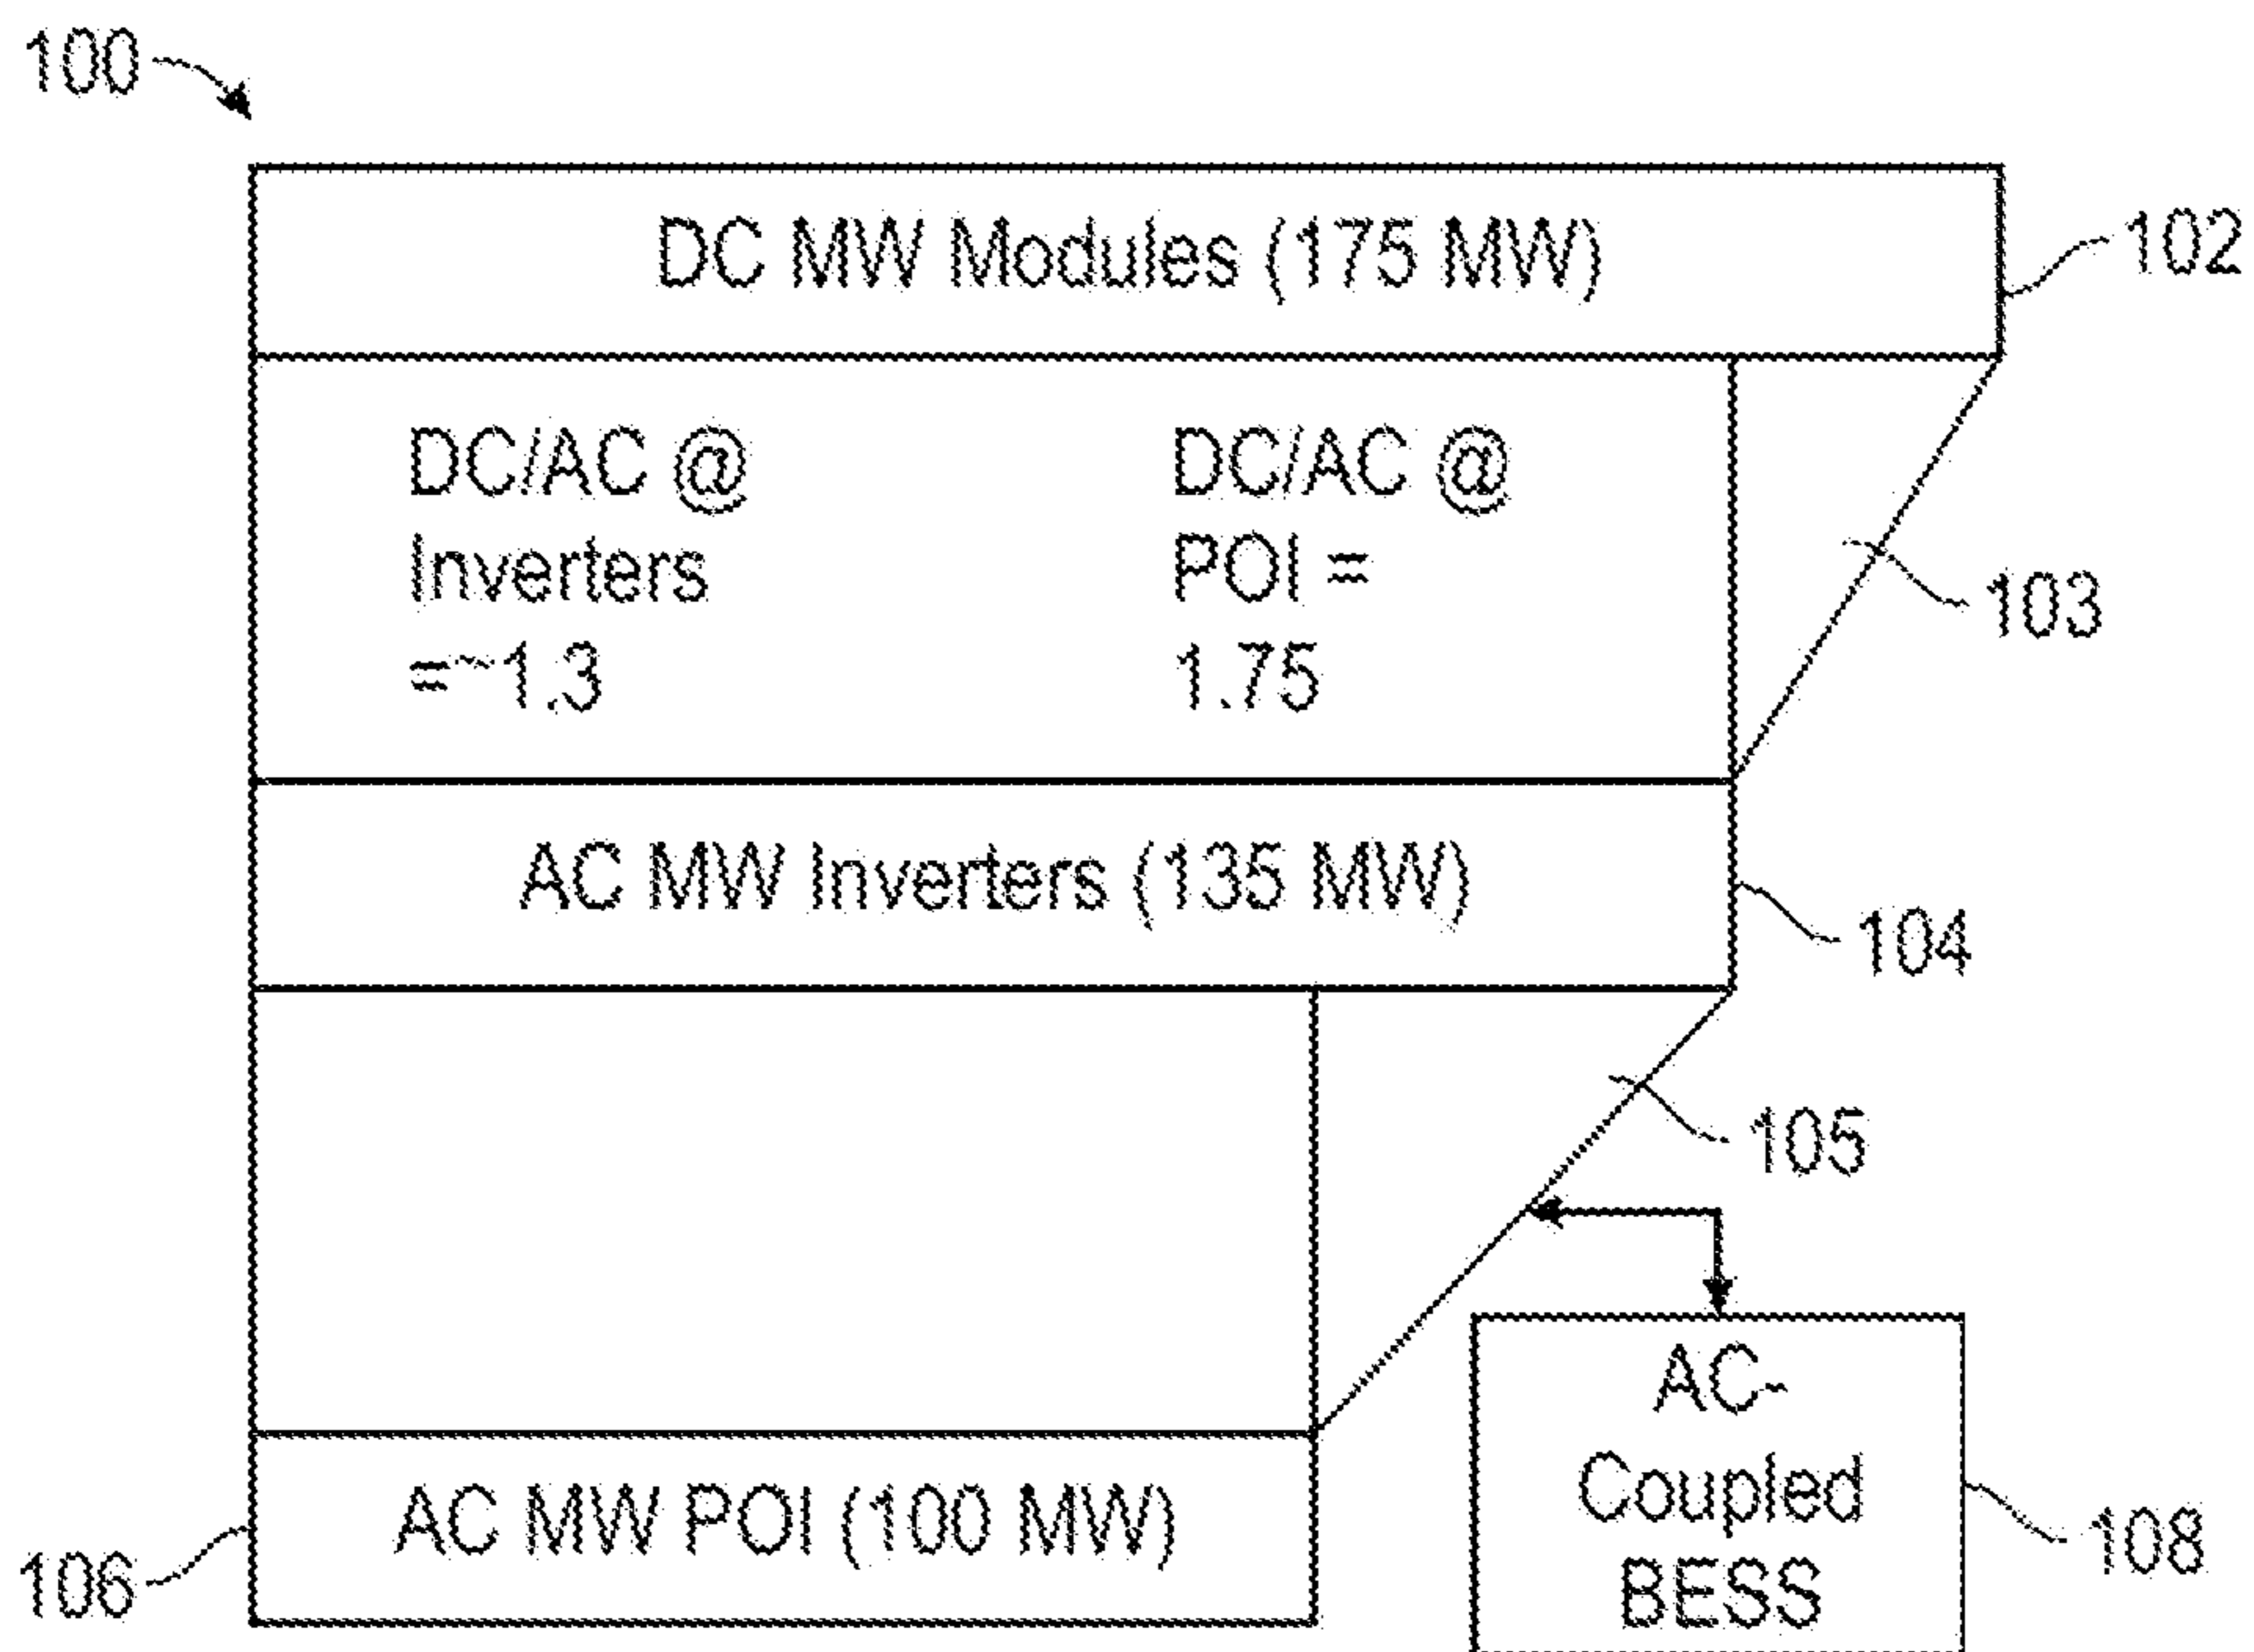 100
DC MW Modules (175 MW)
102
DC/AC @
Inverters
=~1.3
DC/AC @
POI =
1.75
103
AC MW Inverters (135 MW)
104
105
AC-
Coupled
BESS
108
AC MW POI (100 MW)
106